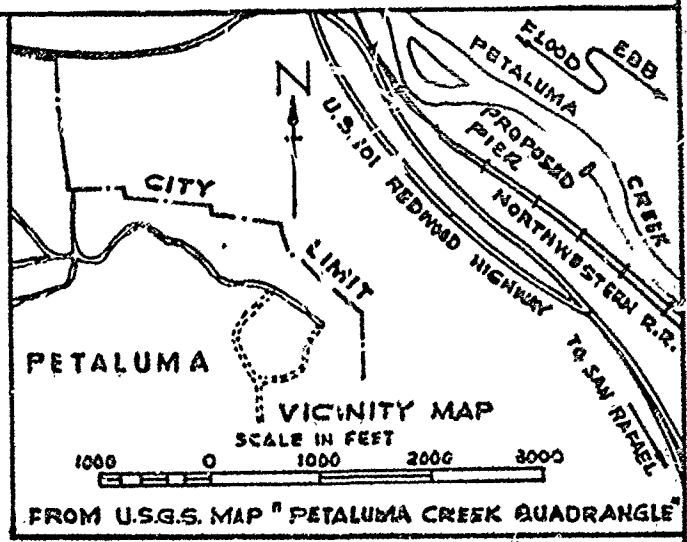 FLOOD
EBB
PETALUMA
CREEK
PROPOSED
PIER
N
U.S. 101 REDWOOD HIGHWAY
NORTHWESTERN R.R.
CITY
LIMIT
TO SAN RAFAEL
PETALUMA
VICINITY MAP
SCALE IN FEET
1000 0 1000 2000 3000
FROM U.S.G.S. MAP "PETALUMA CREEK QUADRANGLE"